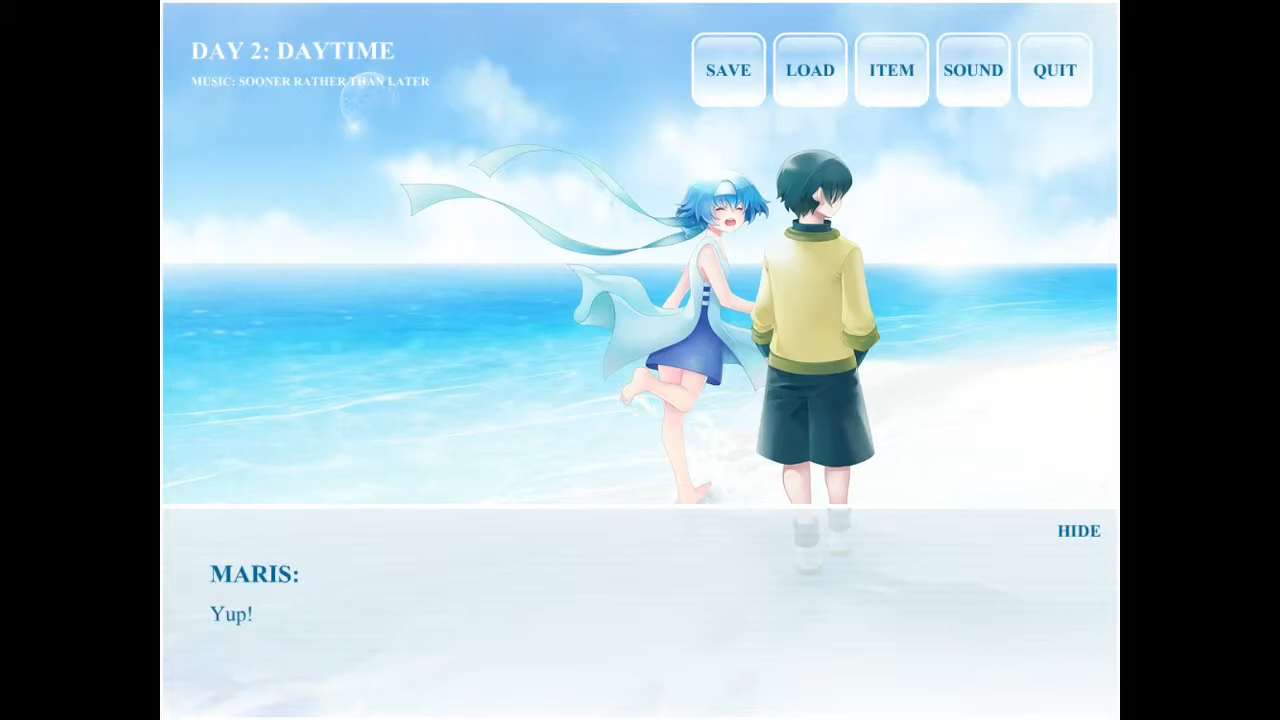 DAY 2: DAYTIME
MUSIC: SOONER RATHER THAN LATER
SAVE LOAD ITEM SOUND QUIT
HIDE
MARIS:
Yup!